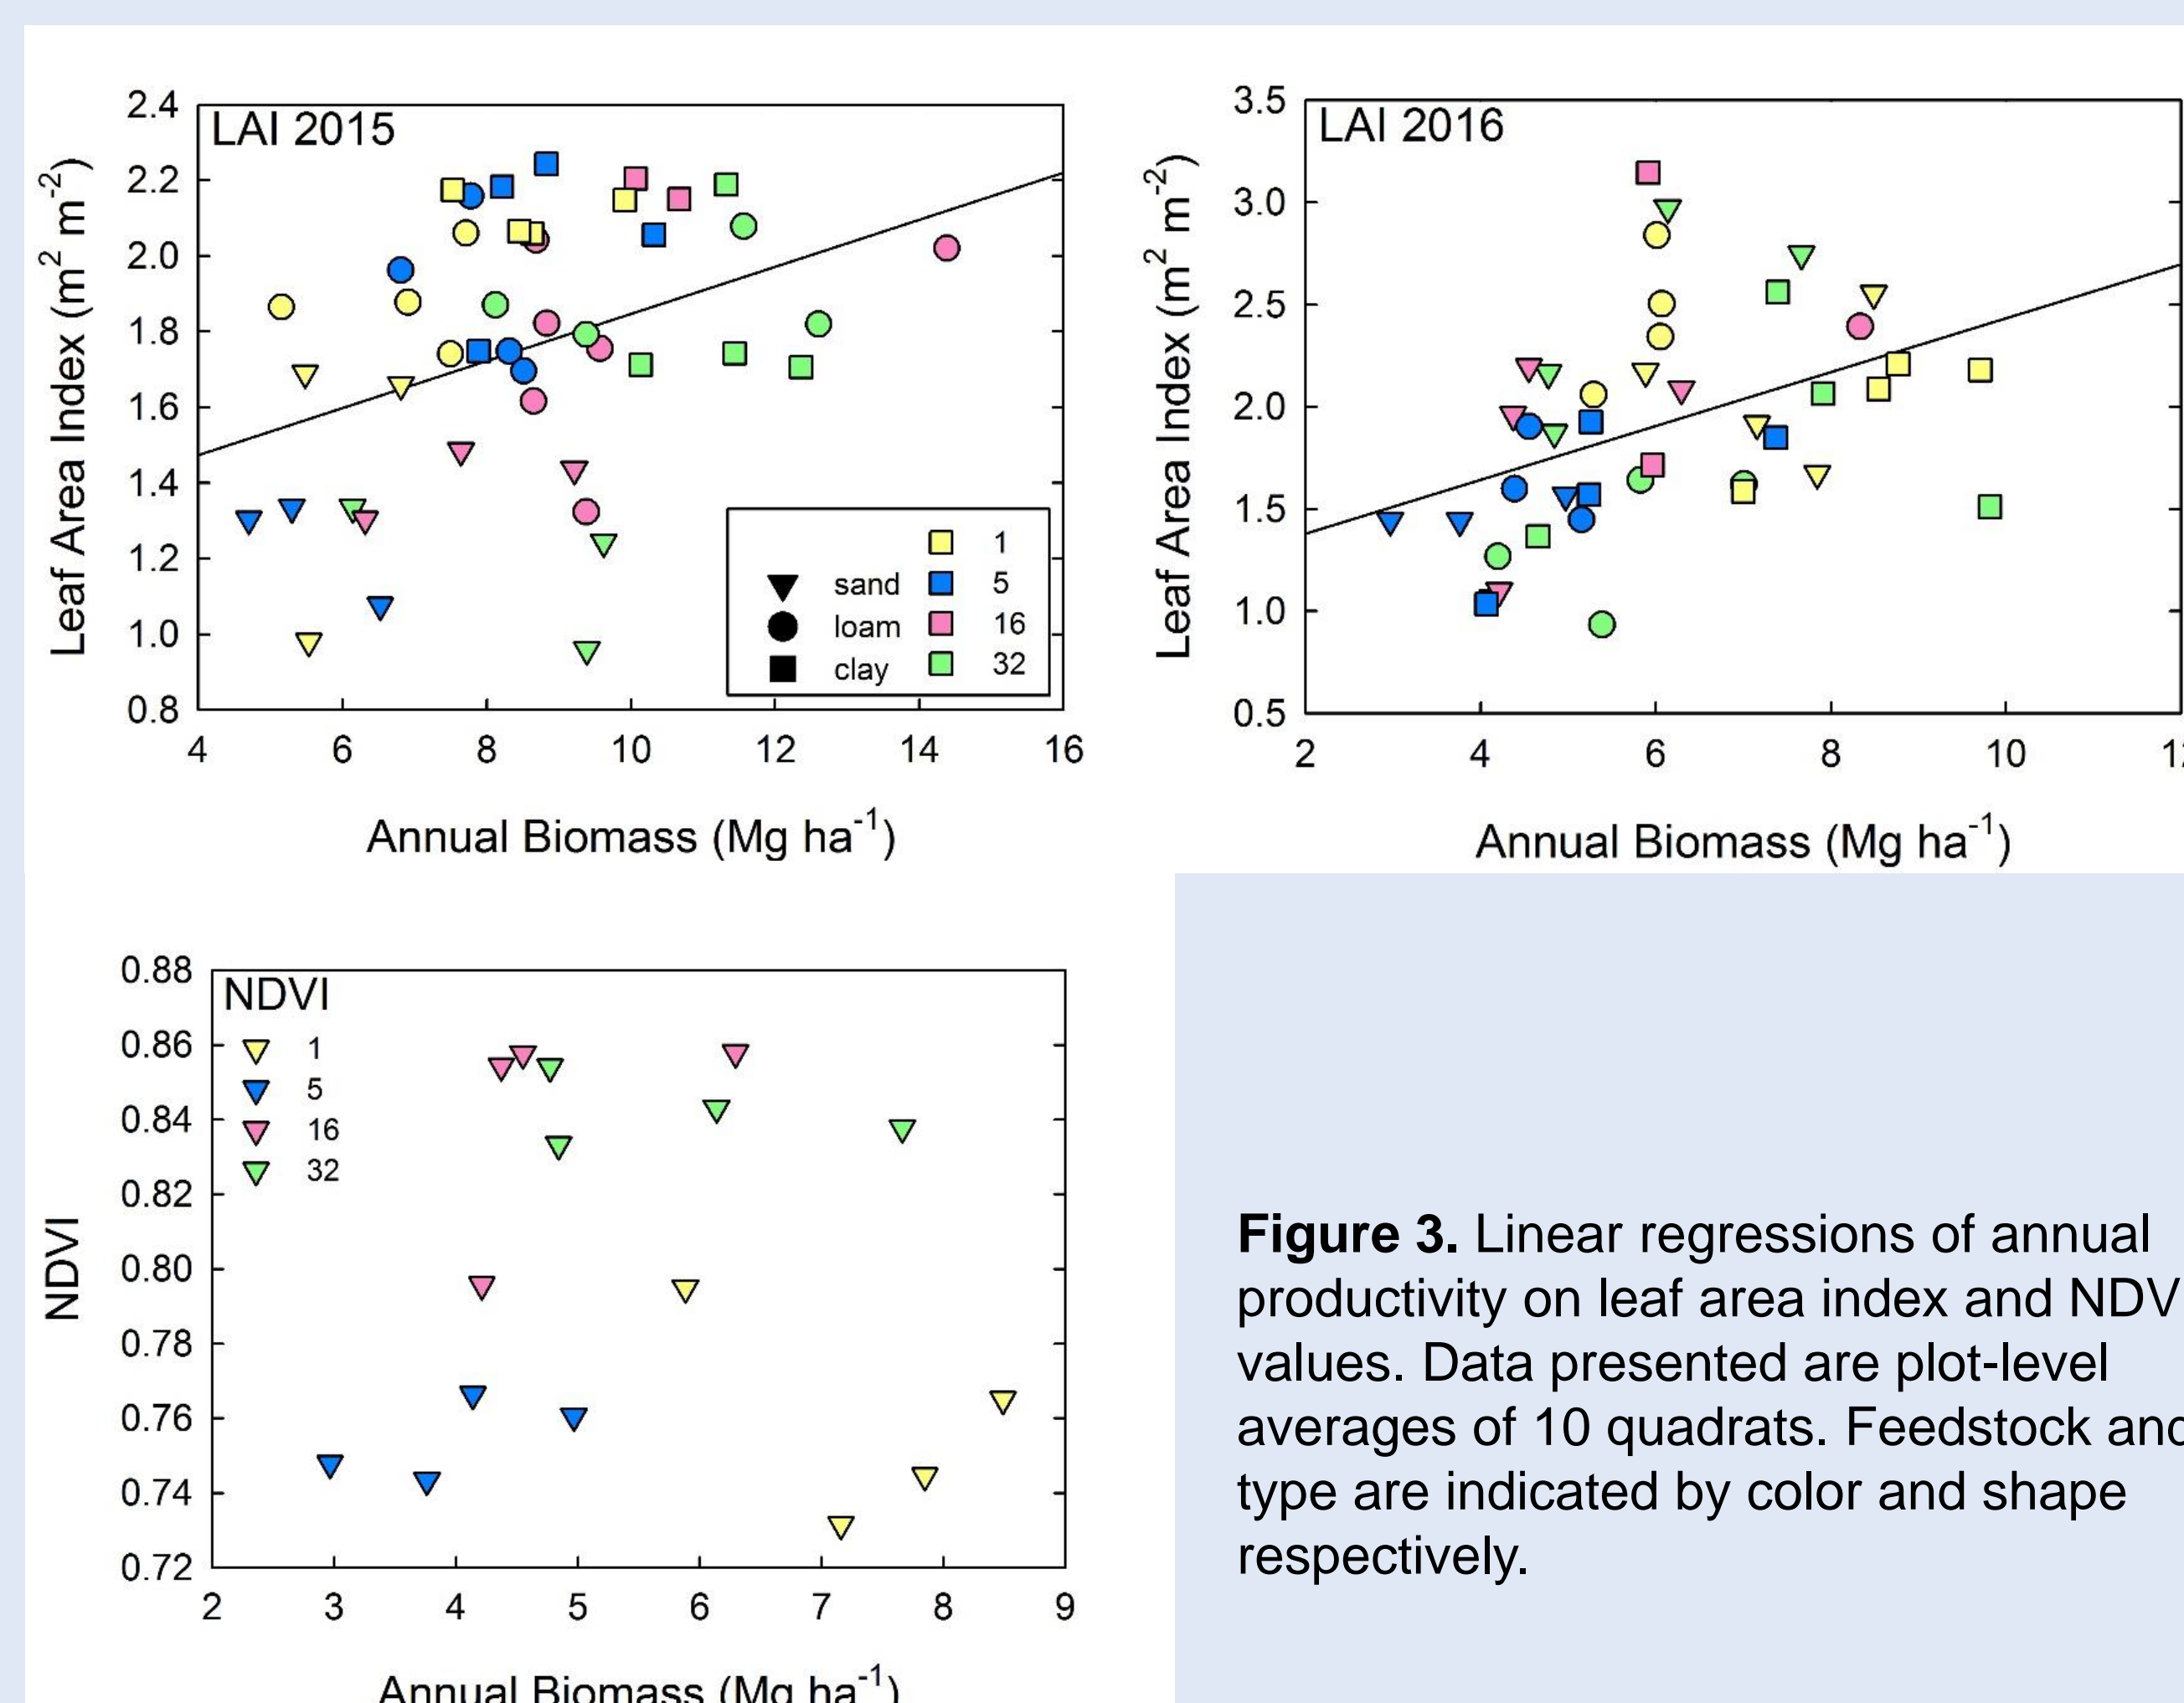 LAI 2015
2.4
2.2
2.0
1.8
1.6
1.4
1.2
1.0
0.8
Leaf Area Index (m² m⁻²)
sand
loam
clay
1
5
16
32
4 6 8 10 12 14 16
Annual Biomass (Mg ha⁻¹)
LAI 2016
3.5
3.0
2.5
2.0
1.5
1.0
0.5
Leaf Area Index (m² m⁻²)
2 4 6 8 10
Annual Biomass (Mg ha⁻¹)
NDVI
1
5
16
32
0.88
0.86
0.84
0.82
0.80
0.78
0.76
0.74
0.72
NDVI
2 3 4 5 6 7 8 9
Annual Biomass (Mg ha⁻¹)
Figure 3. Linear regressions of annual
productivity on leaf area index and NDV
values. Data presented are plot-level
averages of 10 quadrats. Feedstock and
type are indicated by color and shape
respectively.